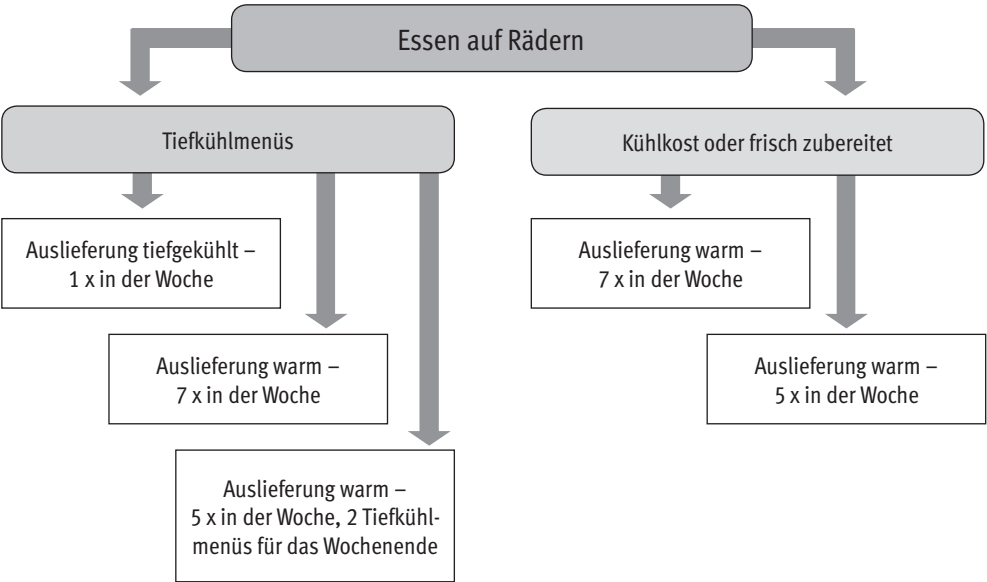 Essen auf Rädern
Tiefkühlmenüs
Auslieferung tiefgekühlt –
1 x in der Woche
Auslieferung warm –
7 x in der Woche
Auslieferung warm –
5 x in der Woche, 2 Tiefkühl-
menüs für das Wochenende
Kühlkost oder frisch zubereitet
Auslieferung warm –
7 x in der Woche
Auslieferung warm –
5 x in der Woche